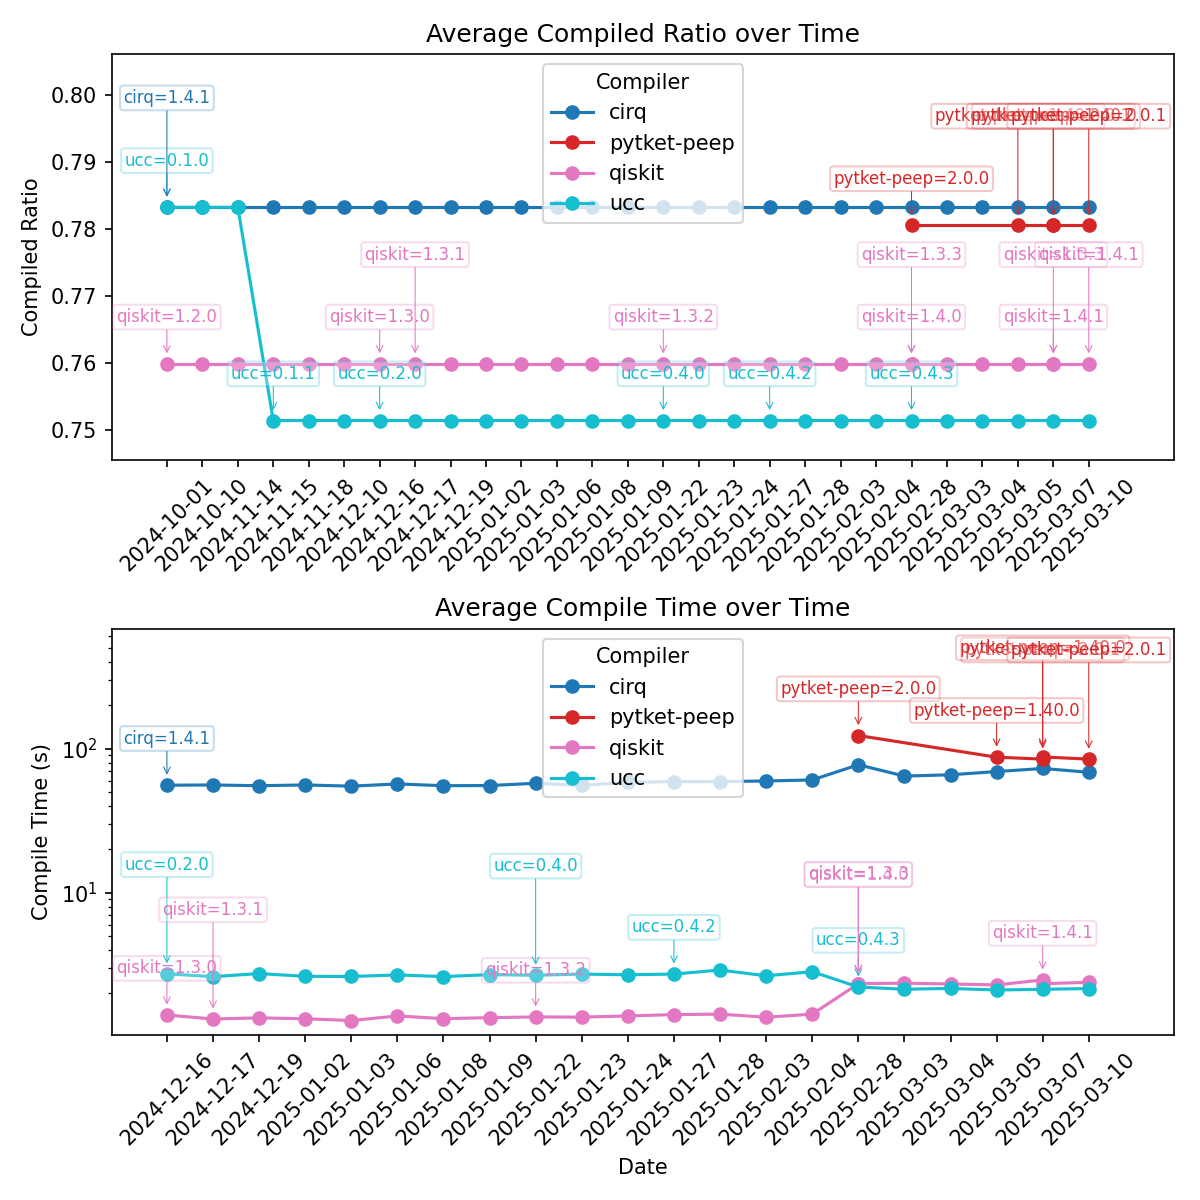 Average Compiled Ratio over Time
Compiled Ratio
0.80
0.79
0.78
0.77
0.76
0.75
Compiler
cirq
pytket-peep
qiskit
ucc
cirq=1.4.1
ucc=0.1.0
pytket-peep=2.0.1
pytket-peep=2.0.0
qiskit=1.3.1
qiskit=1.3.3
qiskit=1.4.1
qiskit=1.2.0
qiskit=1.3.0
qiskit=1.3.2
qiskit=1.4.0
qiskit=1.4.1
ucc=0.1.1
ucc=0.2.0
ucc=0.4.0
ucc=0.4.2
ucc=0.4.3
2024-10-01
2024-10-10
2024-11-14
2024-11-15
2024-11-18
2024-12-10
2024-12-16
2024-12-17
2024-12-19
2025-01-02
2025-01-03
2025-01-06
2025-01-08
2025-01-09
2025-01-22
2025-01-23
2025-01-24
2025-01-27
2025-01-28
2025-02-03
2025-02-04
2025-02-28
2025-03-03
2025-03-04
2025-03-05
2025-03-07
2025-03-10
Average Compile Time over Time
Compile Time (s)
10²
10¹
Compiler
cirq
pytket-peep
qiskit
ucc
pytket-peep=2.0.1
pytket-peep=2.0.0
pytket-peep=1.40.0
cirq=1.4.1
ucc=0.2.0
ucc=0.4.0
qiskit=1.3.1
ucc=0.4.2
qiskit=1.4.1
ucc=0.4.3
qiskit=1.3.0
qiskit=1.3.2
2024-12-16
2024-12-17
2024-12-19
2025-01-02
2025-01-03
2025-01-06
2025-01-08
2025-01-09
2025-01-22
2025-01-23
2025-01-24
2025-01-27
2025-01-28
2025-02-03
2025-02-04
2025-02-28
2025-03-03
2025-03-04
2025-03-05
2025-03-07
2025-03-10
Date